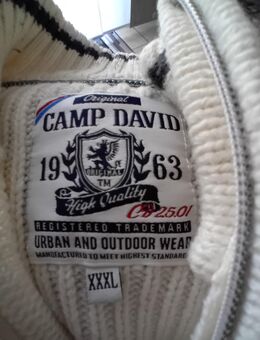 Original
CAMP DAVID
19 63
ORIGINAL
TM
High Quality
CD 25.01
REGISTERED TRADEMARK
URBAN AND OUTDOOR WEAR
MANUFACTURED TO MEET HIGHEST STANDARDS
XXXL